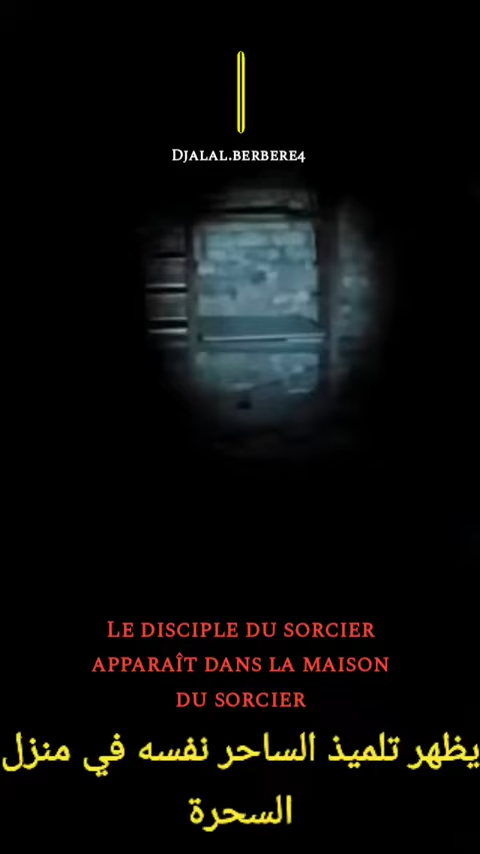 Djalal.berbere4
Le disciple du sorcier
apparaît dans la maison
du sorcier
يظهر تلميذ الساحر نفسه في منزل
السحرة